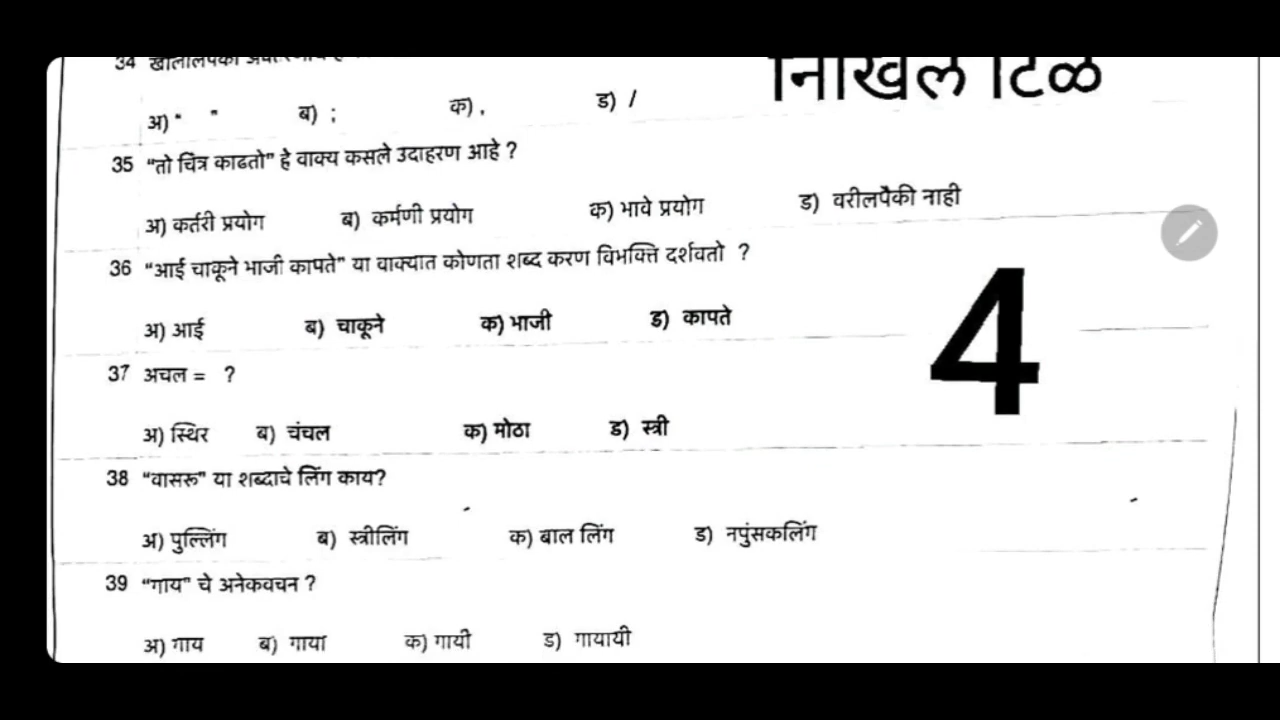 34 खालीलपैकी
निखिल टिळे
अ) “ ” ब) ; क) , ड) /
35 “तो चित्र काढतो” हे वाक्य कसले उदाहरण आहे ?
अ) कर्तरी प्रयोग ब) कर्मणी प्रयोग क) भावे प्रयोग ड) वरीलपैकी नाही
36 “आई चाकूने भाजी कापते” या वाक्यात कोणता शब्द करण विभक्ति दर्शवतो ?
अ) आई ब) चाकूने क) भाजी ड) कापते
4
37 अचल = ?
अ) स्थिर ब) चंचल क) मोठा ड) स्त्री
38 “वासरू” या शब्दाचे लिंग काय?
अ) पुल्लिंग ब) स्त्रीलिंग क) बाल लिंग ड) नपुंसकलिंग
39 “गाय” चे अनेकवचन ?
अ) गाय ब) गाया क) गायी ड) गायायी